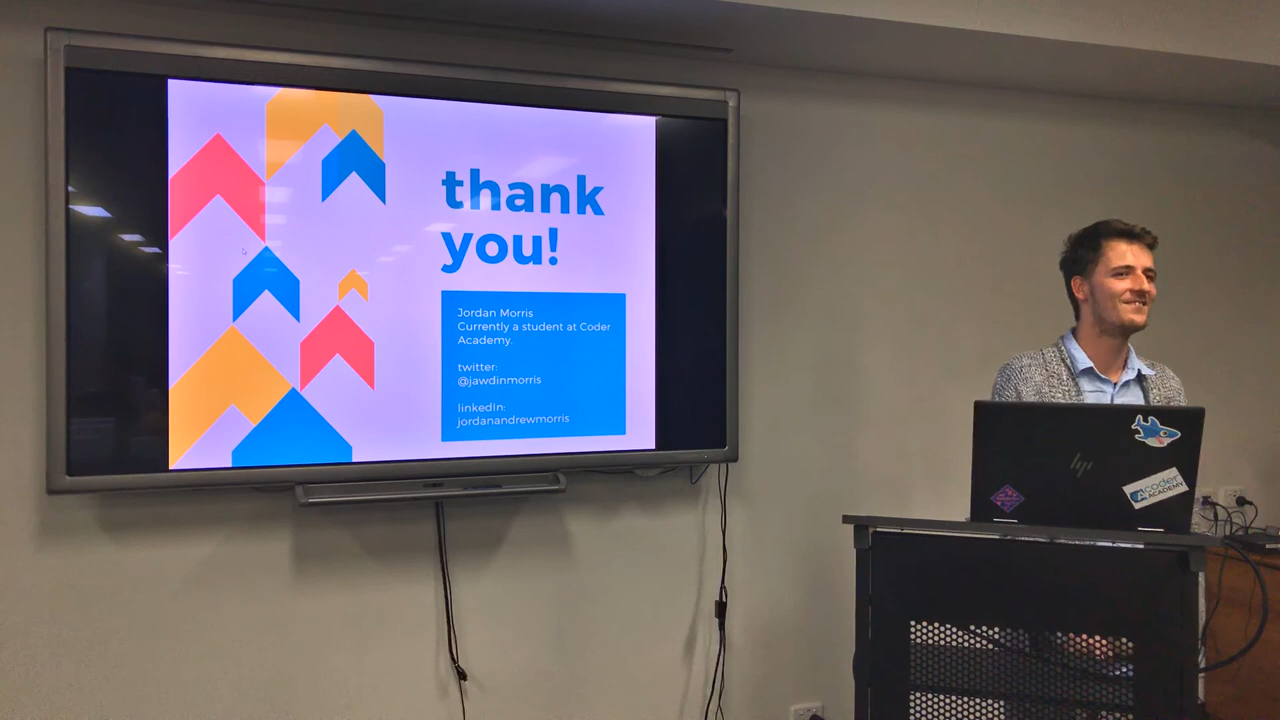 thank
you!
Jordan Morris
Currently a student at Coder
Academy.
twitter:
@jawdinmorris
linkedIn:
jordanandrewmorris
hp
coder
ACADEMY